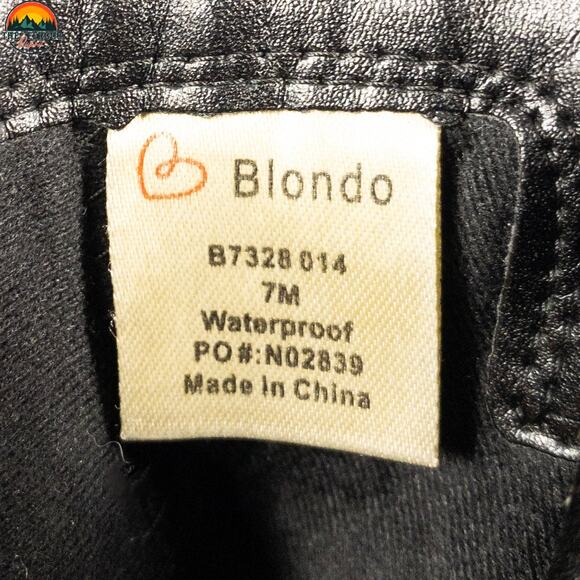 Blondo
B7328 014
7M
Waterproof
PO#:N02839
Made In China